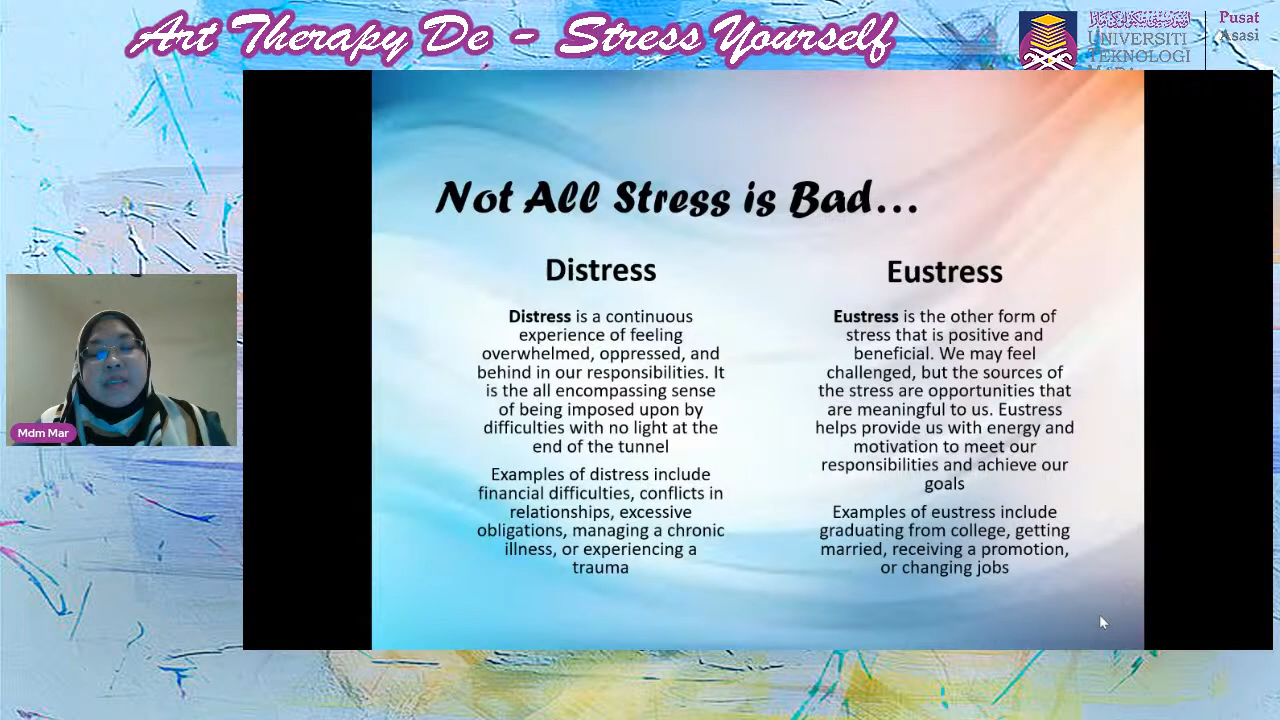 Art Therapy De - Stress Yourself
UNIVERSITI
TEKNOLOGI
Pusat
Asasi
Not All Stress is Bad...
Distress
Distress is a continuous
experience of feeling
overwhelmed, oppressed, and
behind in our responsibilities. It
is the all encompassing sense
of being imposed upon by
difficulties with no light at the
end of the tunnel
Examples of distress include
financial difficulties, conflicts in
relationships, excessive
obligations, managing a chronic
illness, or experiencing a
trauma
Eustress
Eustress is the other form of
stress that is positive and
beneficial. We may feel
challenged, but the sources of
the stress are opportunities that
are meaningful to us. Eustress
helps provide us with energy and
motivation to meet our
responsibilities and achieve our
goals
Examples of eustress include
graduating from college, getting
married, receiving a promotion,
or changing jobs
Mdm Mar